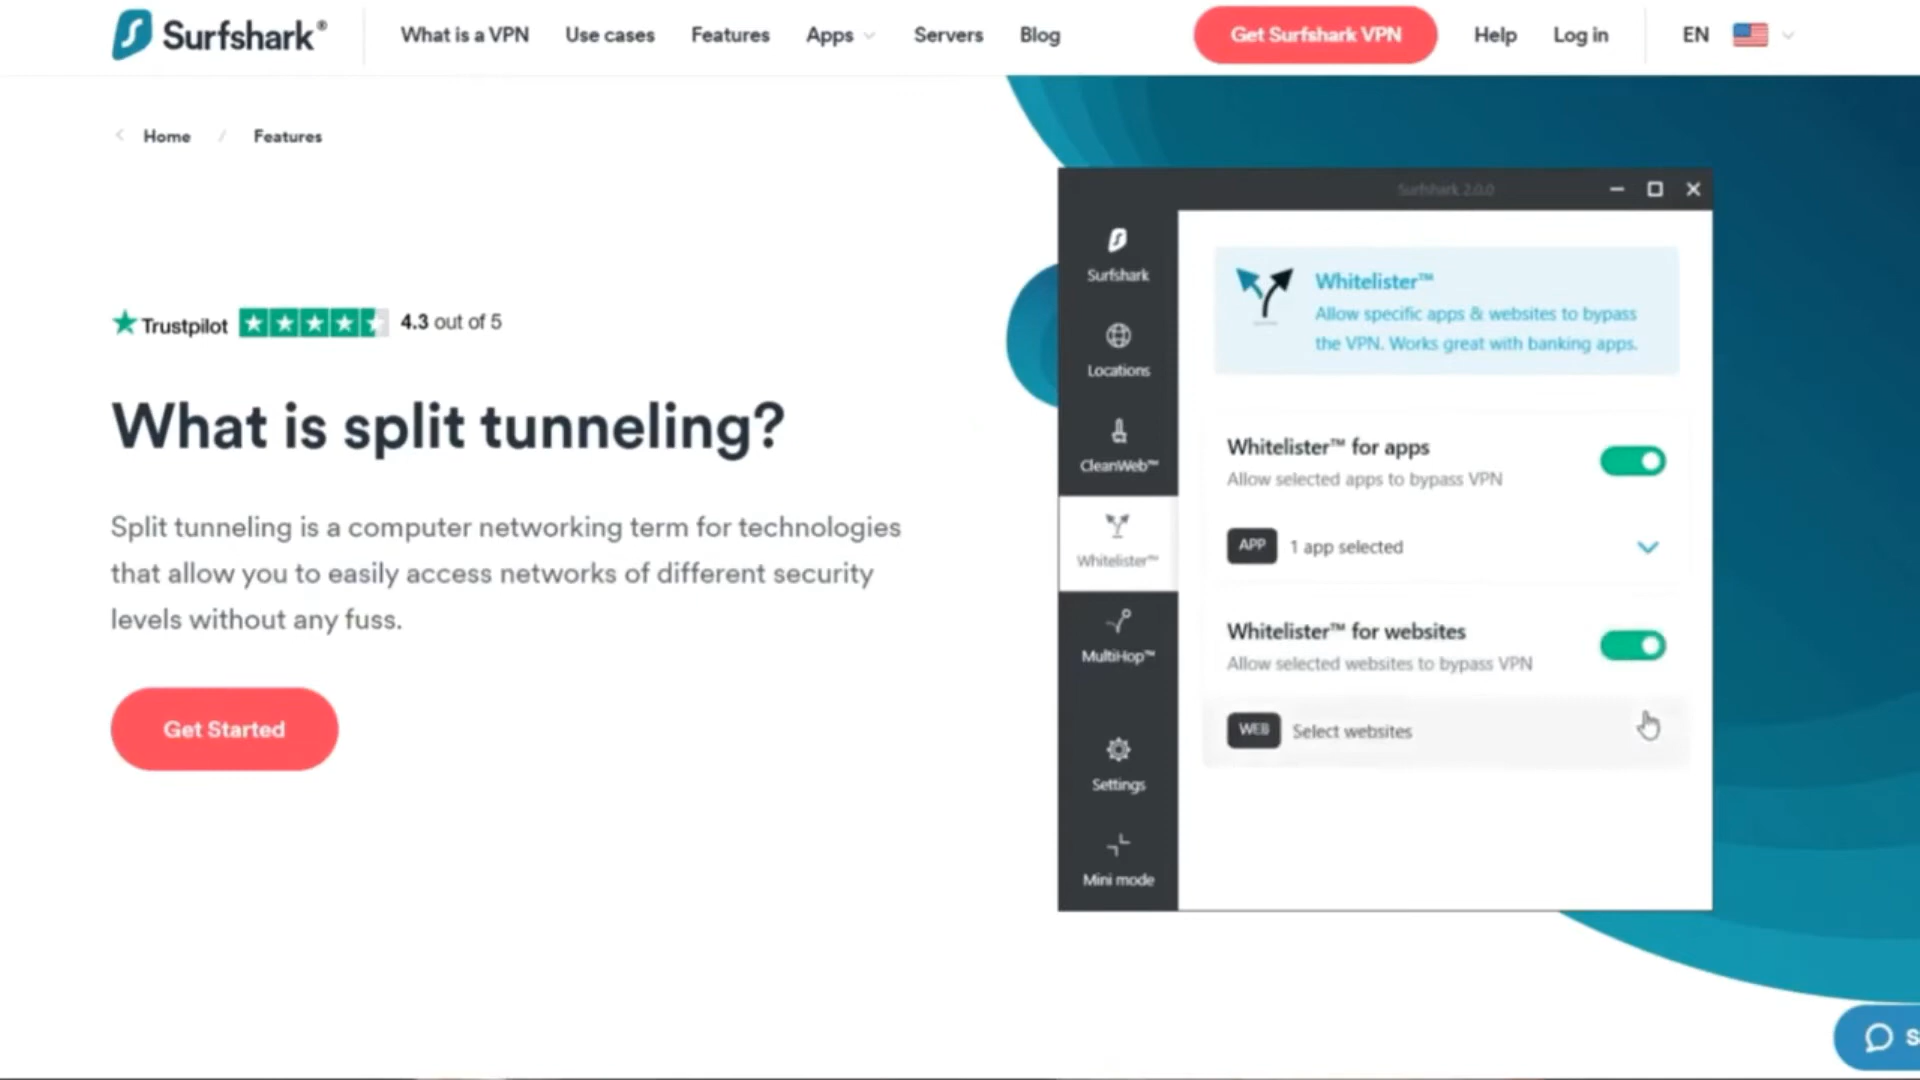 Surfshark®
What is a VPN
Use cases
Features
Apps
Servers
Blog
Get Surfshark VPN
Help
Log in
EN
Home / Features
Trustpilot 4.3 out of 5
What is split tunneling?
Split tunneling is a computer networking term for technologies
that allow you to easily access networks of different security
levels without any fuss.
Get Started
Surfshark 2.0.0
Surfshark
Locations
CleanWeb™
Whitelister™
MultiHop™
Settings
Mini mode
Whitelister™
Allow specific apps & websites to bypass
the VPN. Works great with banking apps.
Whitelister™ for apps
Allow selected apps to bypass VPN
APP 1 app selected
Whitelister™ for websites
Allow selected websites to bypass VPN
WEB Select websites